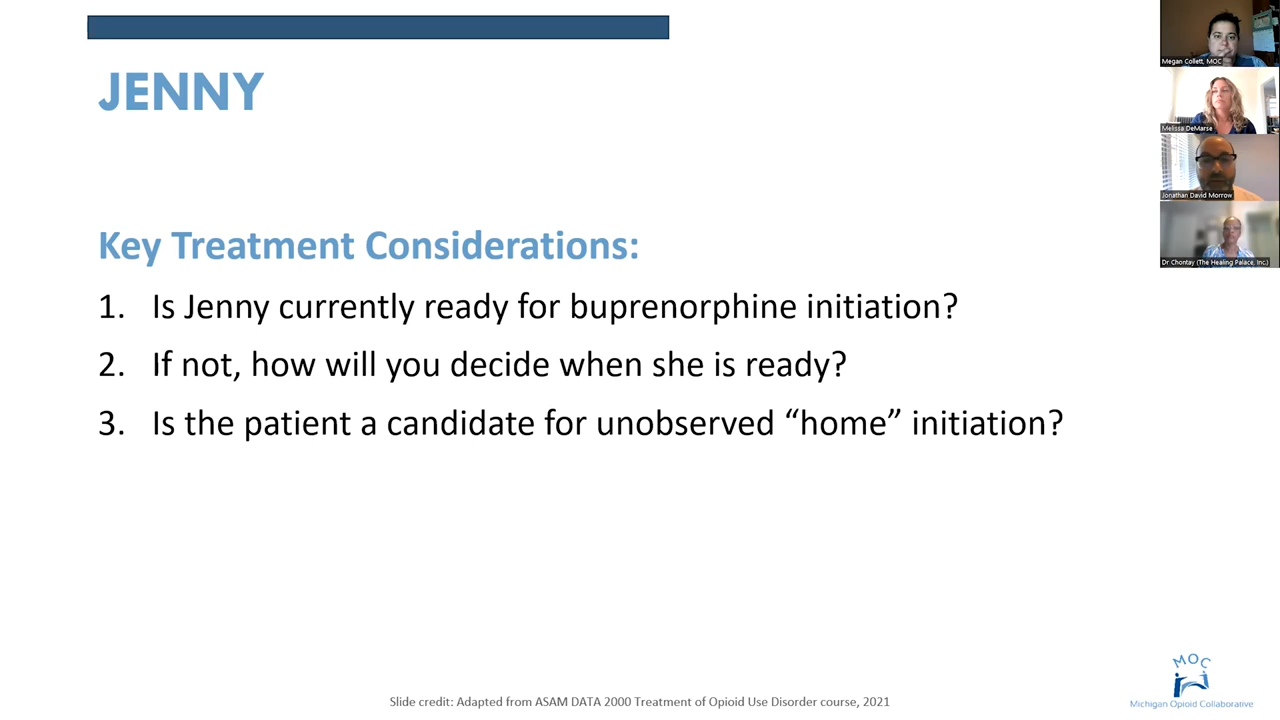 JENNY
Key Treatment Considerations:
1. Is Jenny currently ready for buprenorphine initiation?
2. If not, how will you decide when she is ready?
3. Is the patient a candidate for unobserved “home” initiation?
Slide credit: Adapted from ASAM DATA 2000 Treatment of Opioid Use Disorder course, 2021
MOC
Michigan Opioid Collaborative
Megan Collett, MOC
Melissa DeMarse
Jonathan David Morrow
Dr Chontay (The Healing Palace, Inc.)